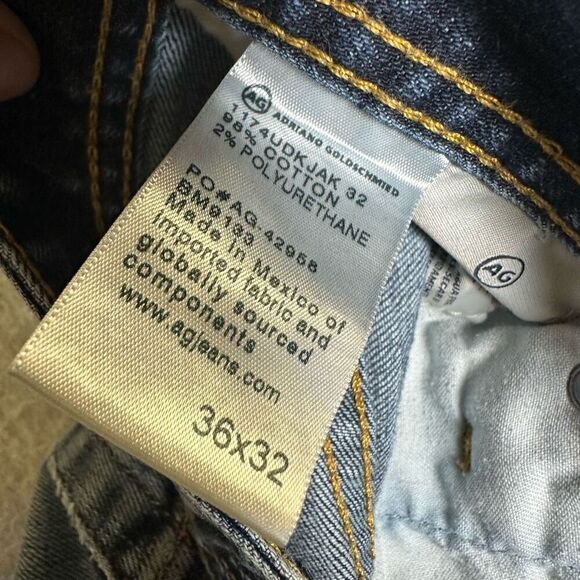 AG ADRIANO GOLDSCHMIED
1174UDKJAK 32
98% COTTON
2% POLYURETHANE
PO#AG-42958
BM9193
Made in Mexico of
imported fabric and
globally sourced
components
www.agjeans.com
36x32
AG